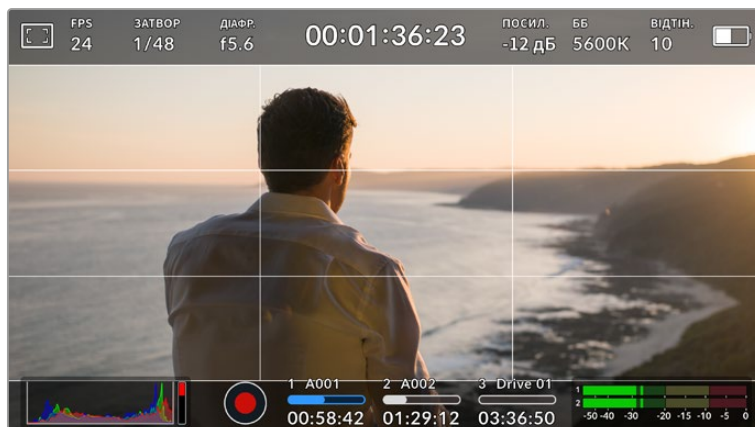 FPS ЗАТВОР ДІАФР. ПОСИЛ. ББ ВІДТІН.
24 1/48 f5.6 00:01:36:23 -12 дБ 5600K 10
1 A001 2 A002 3 Drive 01
00:58:42 01:29:12 03:36:50
1
2
-50 -40 -30 -20 -15 -10 -5 0